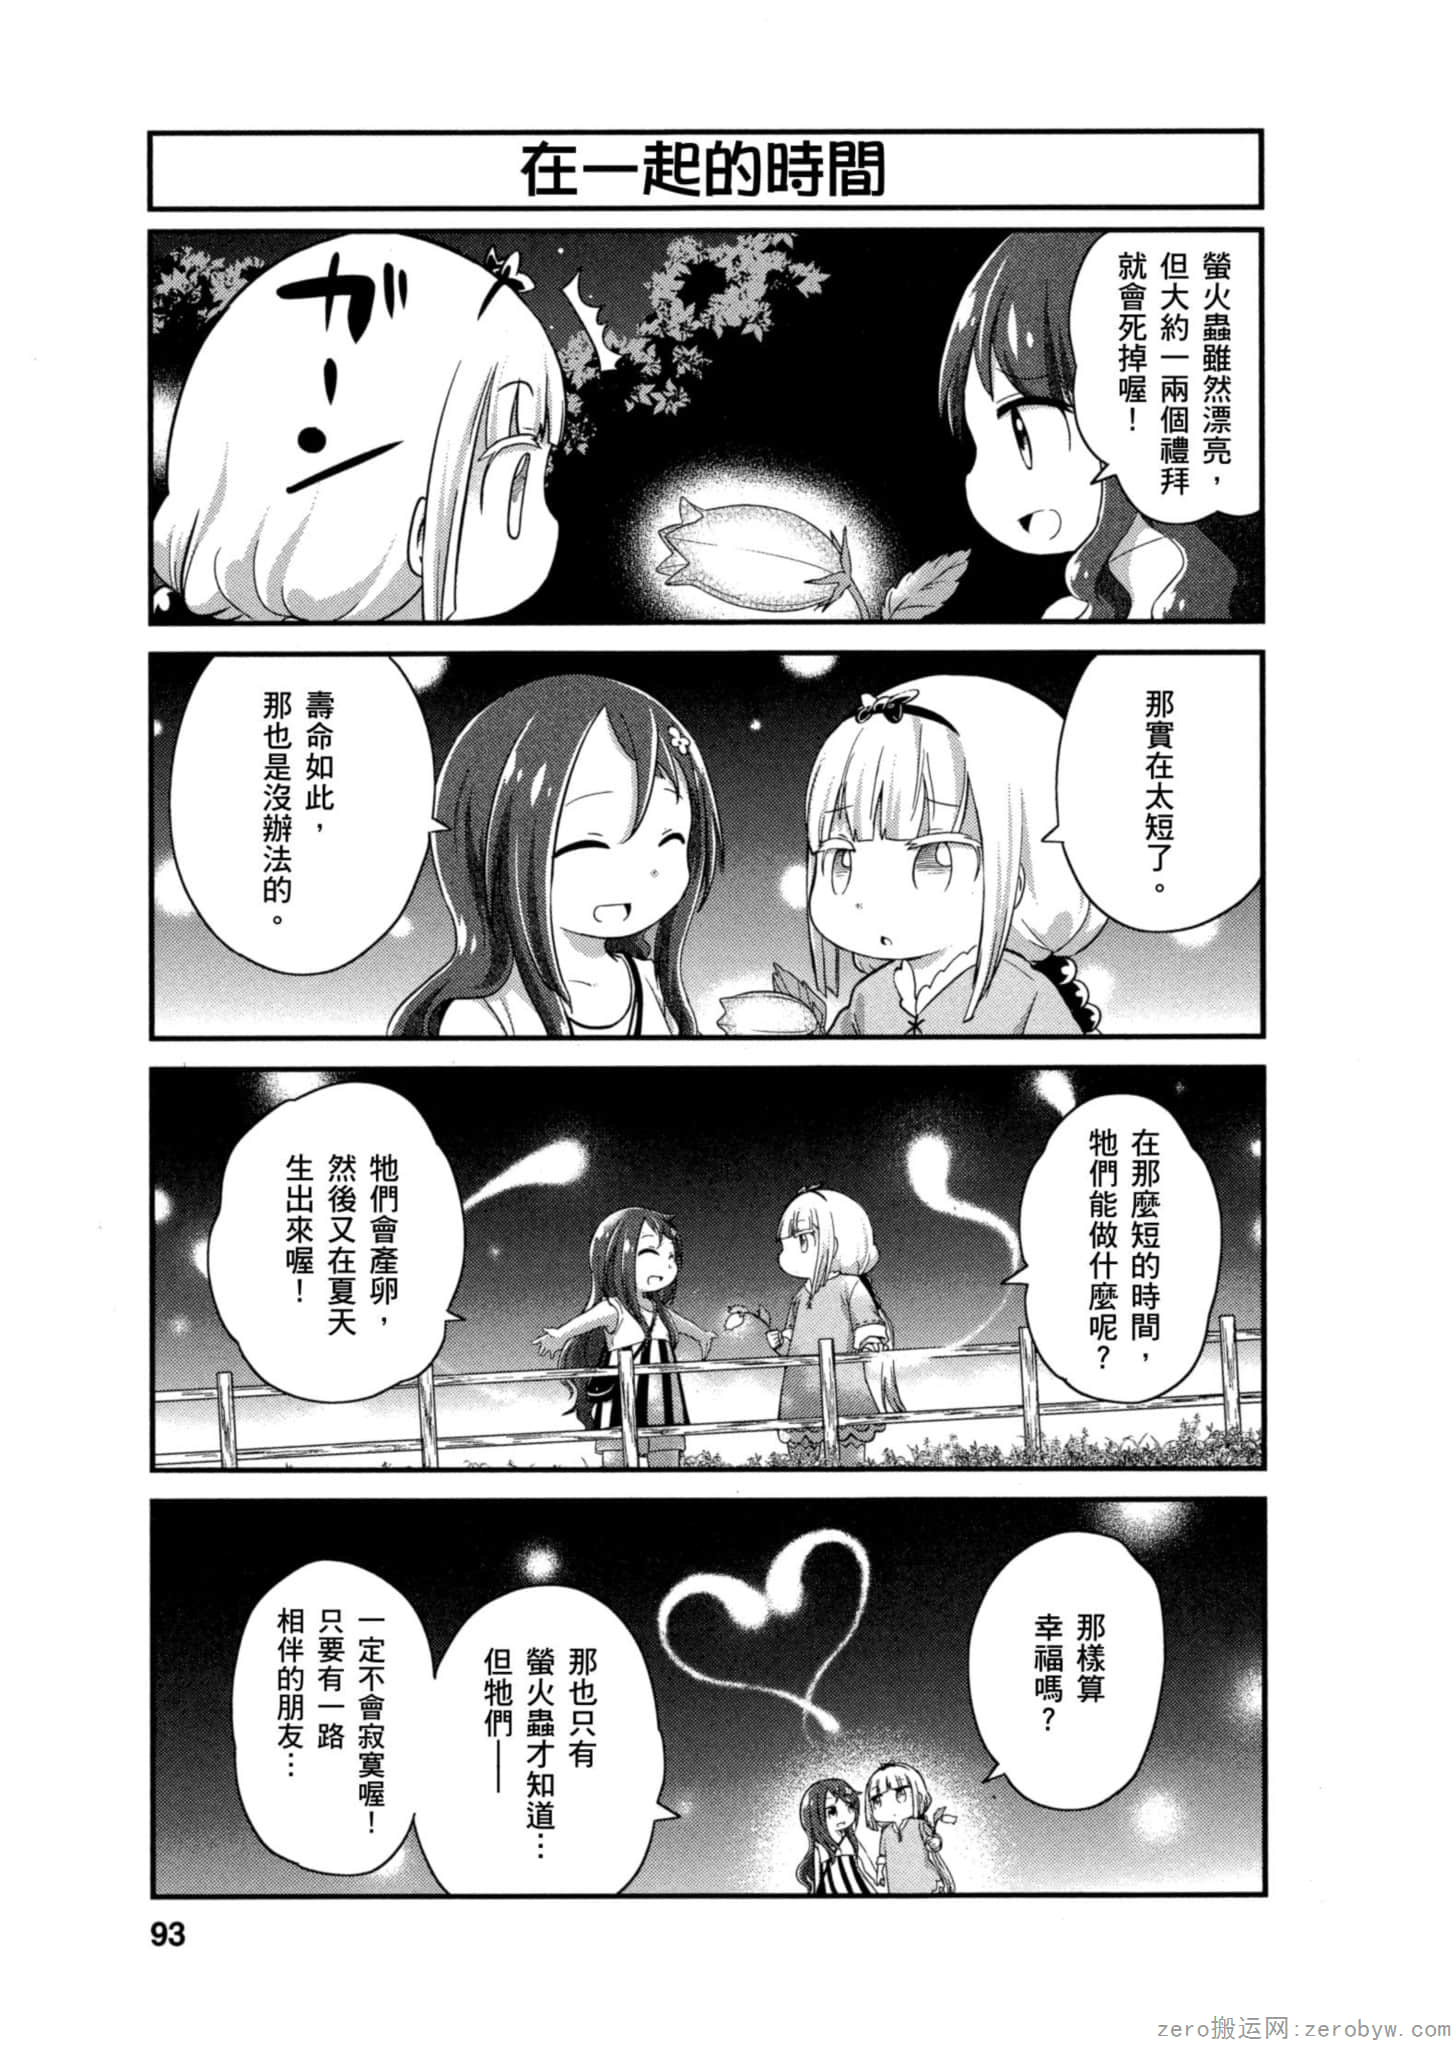 在一起的時間
螢火蟲雖然漂亮，
但大約一兩個禮拜
就會死掉喔！
ガーン
那實在太短了。
壽命如此，
那也是沒辦法的。
在那麼短的時間，
牠們能做什麼呢？
牠們會產卵，
然後又在夏天
生出來喔！
那樣算
幸福嗎？
那也只有
螢火蟲才知道…
但牠們——
一定不會寂寞喔！
只要有一路
相伴的朋友…
93
zero搬运网:zerobyw.com